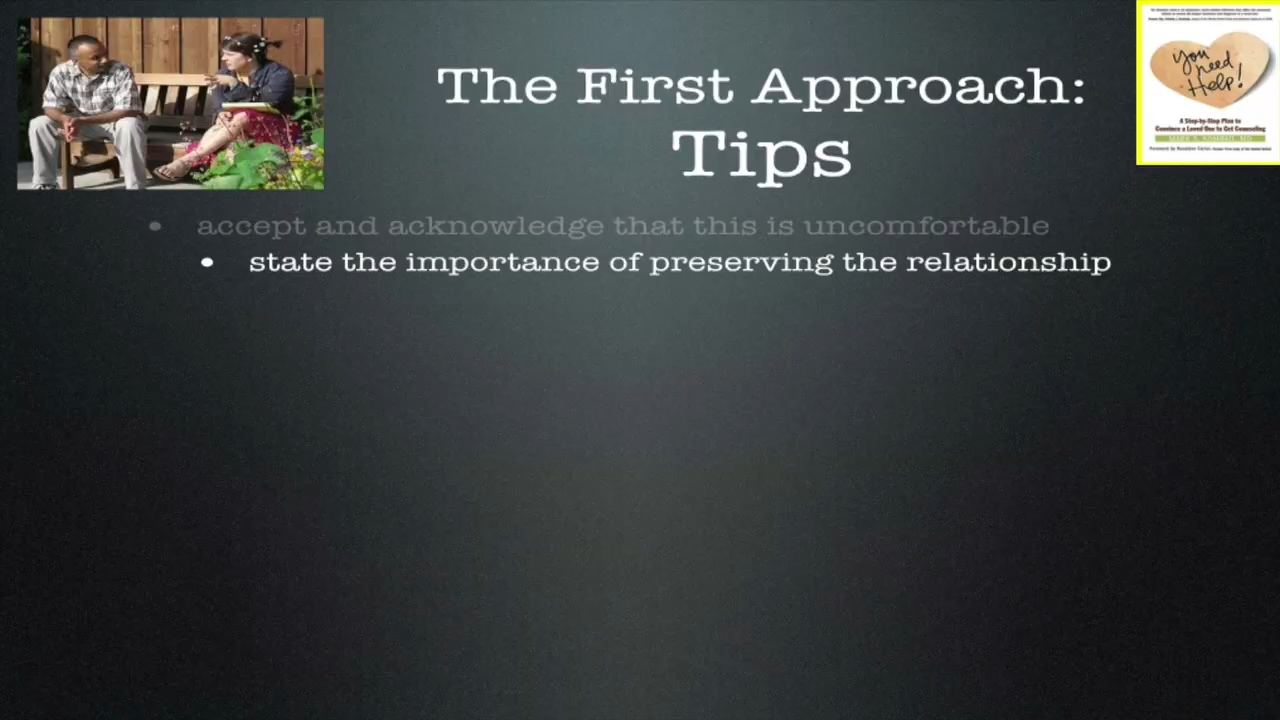 The First Approach:
Tips
You
need
Help!
A Step-by-Step Plan to
Convince a Loved One to Get Counseling
• accept and acknowledge that this is uncomfortable
• state the importance of preserving the relationship